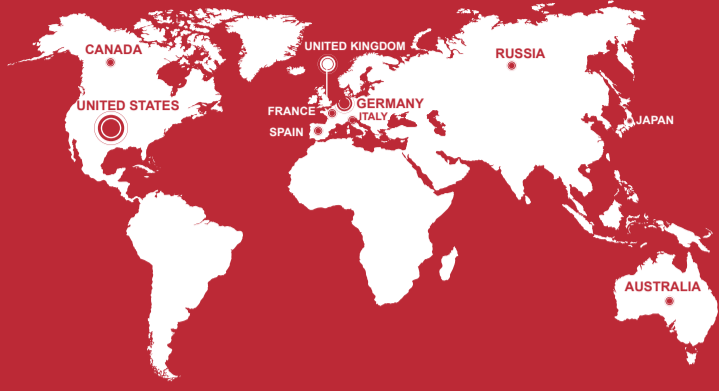 CANADA
UNITED KINGDOM
RUSSIA
UNITED STATES
FRANCE
GERMANY
ITALY
SPAIN
JAPAN
AUSTRALIA